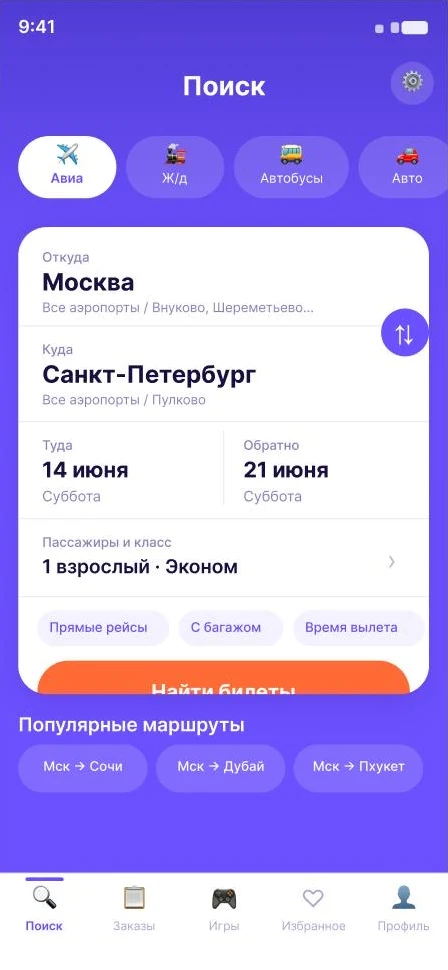 9:41
Поиск
Авиа
Ж/д
Автобусы
Авто
Откуда
Москва
Все аэропорты / Внуково, Шереметьево...
Куда
Санкт-Петербург
Все аэропорты / Пулково
Туда
14 июня
Суббота
Обратно
21 июня
Суббота
Пассажиры и класс
1 взрослый · Эконом
Прямые рейсы
С багажом
Время вылета
Найти билеты
Популярные маршруты
Мск → Сочи
Мск → Дубай
Мск → Пхукет
Поиск
Заказы
Игры
Избранное
Профиль